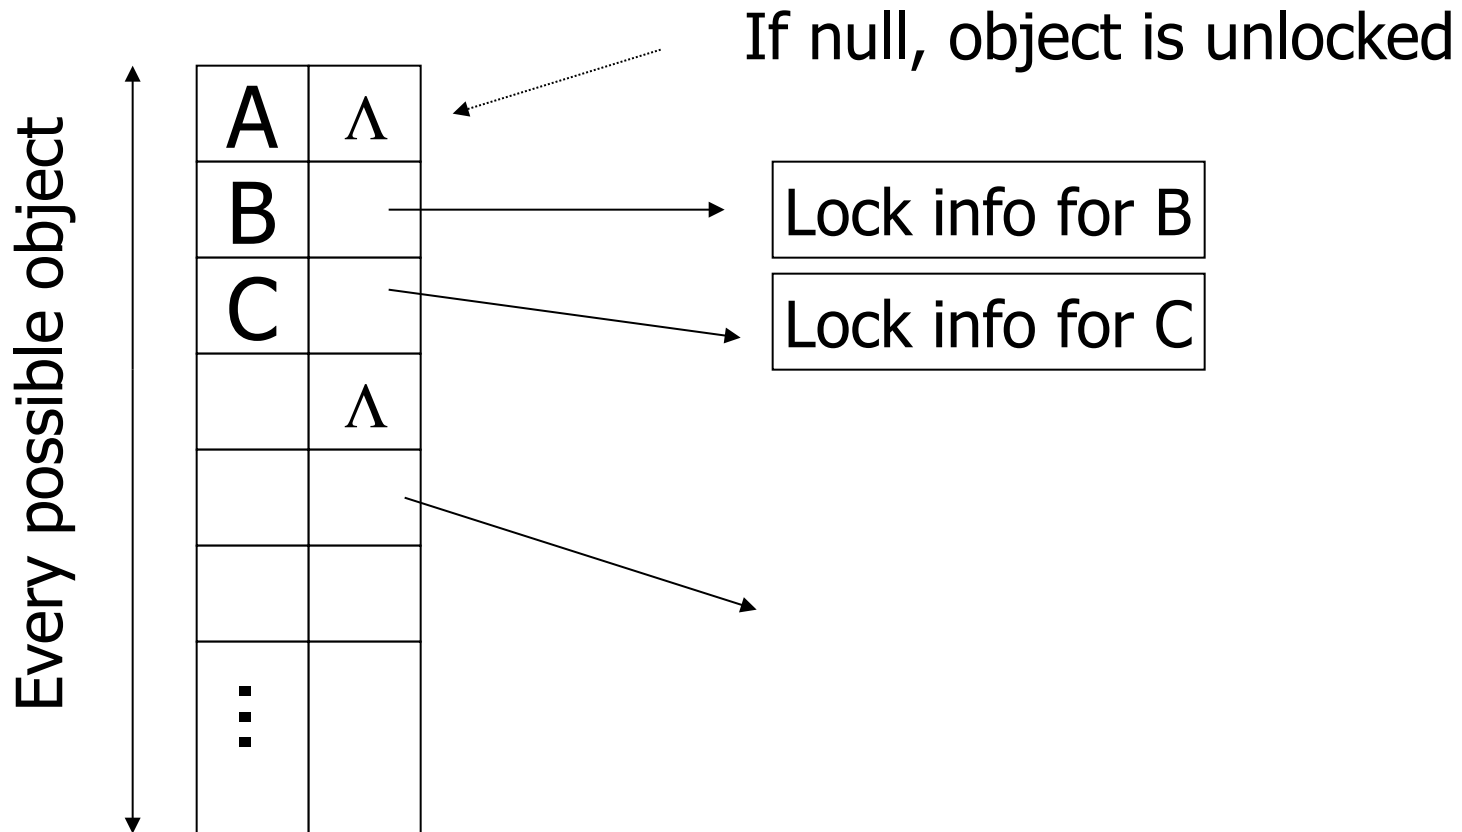 If null, object is unlocked
Every possible object
A Λ
B
Lock info for B
C
Lock info for C
Λ
⋮